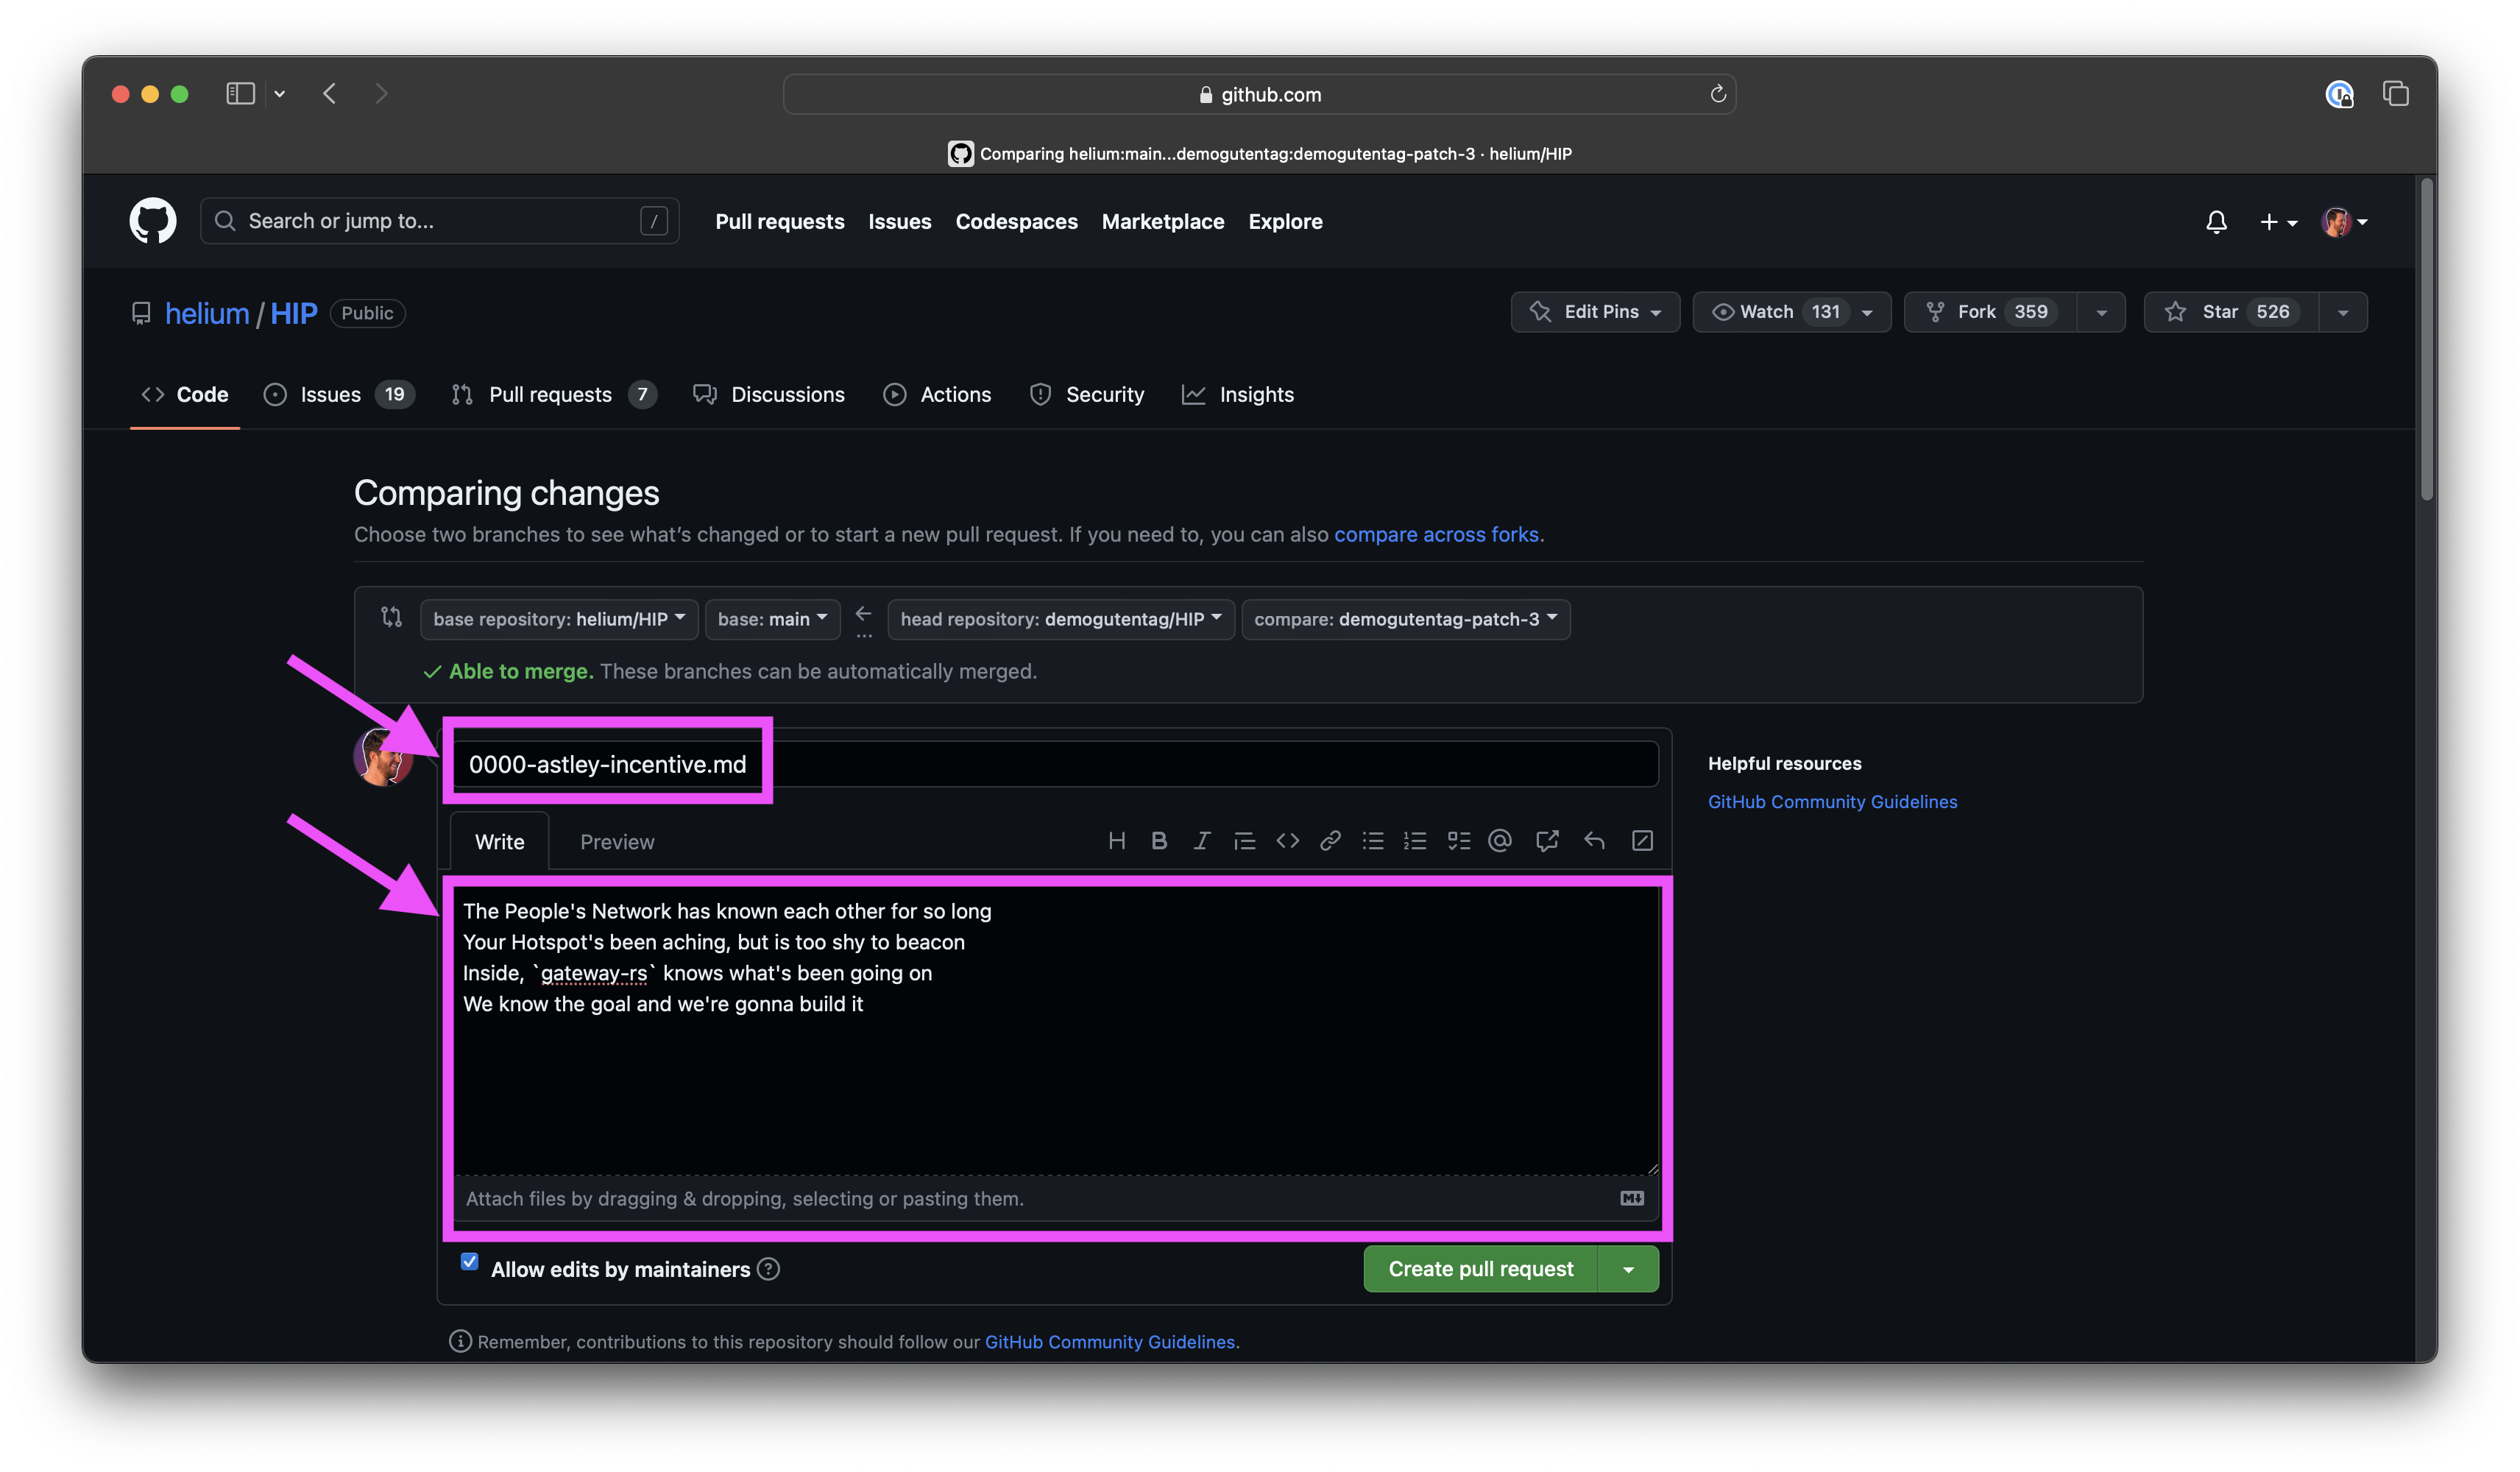 github.com
Comparing helium:main...demogutentag:demogutentag-patch-3 · helium/HIP
Search or jump to... /
Pull requests Issues Codespaces Marketplace Explore
helium / HIP Public
Edit Pins Watch 131 Fork 359 Star 526
Code Issues 19 Pull requests 7 Discussions Actions Security Insights
Comparing changes
Choose two branches to see what’s changed or to start a new pull request. If you need to, you can also compare across forks.
base repository: helium/HIP base: main ... head repository: demogutentag/HIP compare: demogutentag-patch-3
Able to merge. These branches can be automatically merged.
0000-astley-incentive.md
Helpful resources
GitHub Community Guidelines
Write Preview
The People's Network has known each other for so long
Your Hotspot's been aching, but is too shy to beacon
Inside, `gateway-rs` knows what's been going on
We know the goal and we're gonna build it
Attach files by dragging & dropping, selecting or pasting them.
Allow edits by maintainers
Create pull request
Remember, contributions to this repository should follow our GitHub Community Guidelines.